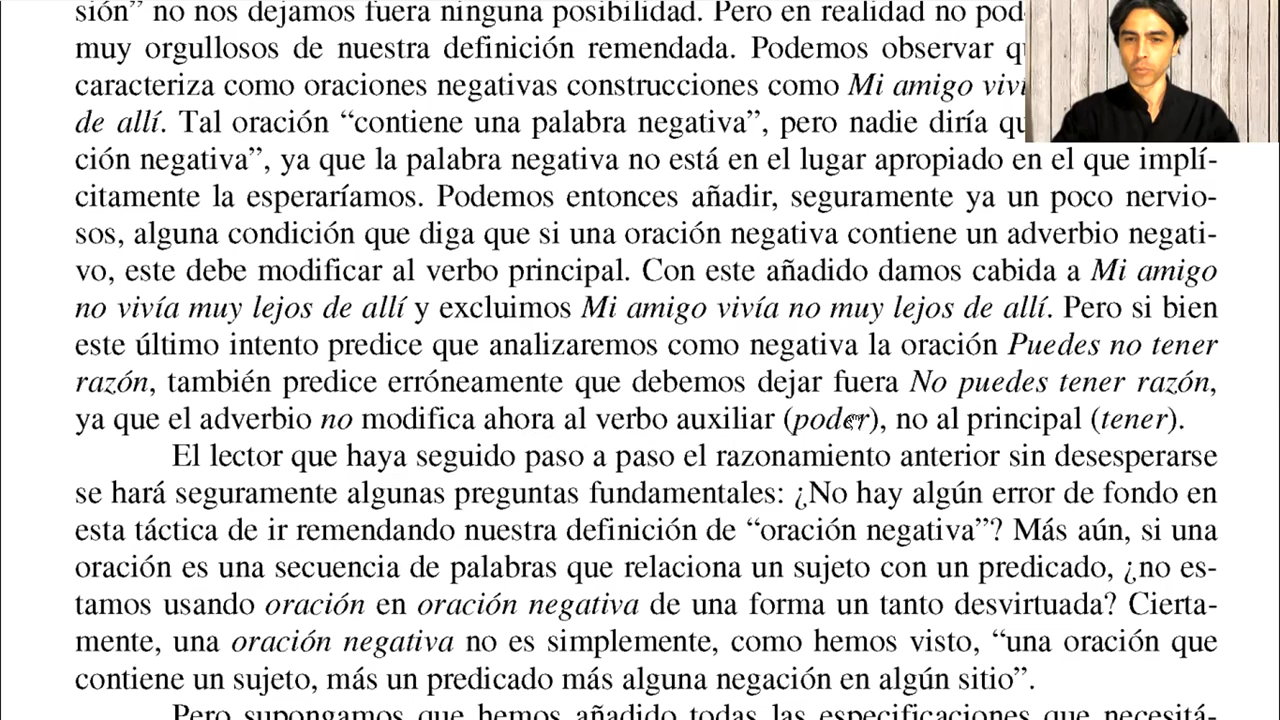 sión” no nos dejamos fuera ninguna posibilidad. Pero en realidad no pod
muy orgullosos de nuestra definición remendada. Podemos observar q
caracteriza como oraciones negativas construcciones como Mi amigo viv
de allí. Tal oración “contiene una palabra negativa”, pero nadie diría qu
ción negativa”, ya que la palabra negativa no está en el lugar apropiado en el que implí-
citamente la esperaríamos. Podemos entonces añadir, seguramente ya un poco nervio-
sos, alguna condición que diga que si una oración negativa contiene un adverbio negati-
vo, este debe modificar al verbo principal. Con este añadido damos cabida a Mi amigo
no vivía muy lejos de allí y excluimos Mi amigo vivía no muy lejos de allí. Pero si bien
este último intento predice que analizaremos como negativa la oración Puedes no tener
razón, también predice erróneamente que debemos dejar fuera No puedes tener razón,
ya que el adverbio no modifica ahora al verbo auxiliar (poder), no al principal (tener).
El lector que haya seguido paso a paso el razonamiento anterior sin desesperarse
se hará seguramente algunas preguntas fundamentales: ¿No hay algún error de fondo en
esta táctica de ir remendando nuestra definición de “oración negativa”? Más aún, si una
oración es una secuencia de palabras que relaciona un sujeto con un predicado, ¿no es-
tamos usando oración en oración negativa de una forma un tanto desvirtuada? Cierta-
mente, una oración negativa no es simplemente, como hemos visto, “una oración que
contiene un sujeto, más un predicado más alguna negación en algún sitio”.
Pero supongamos que hemos añadido todas las especificaciones que necesitá-